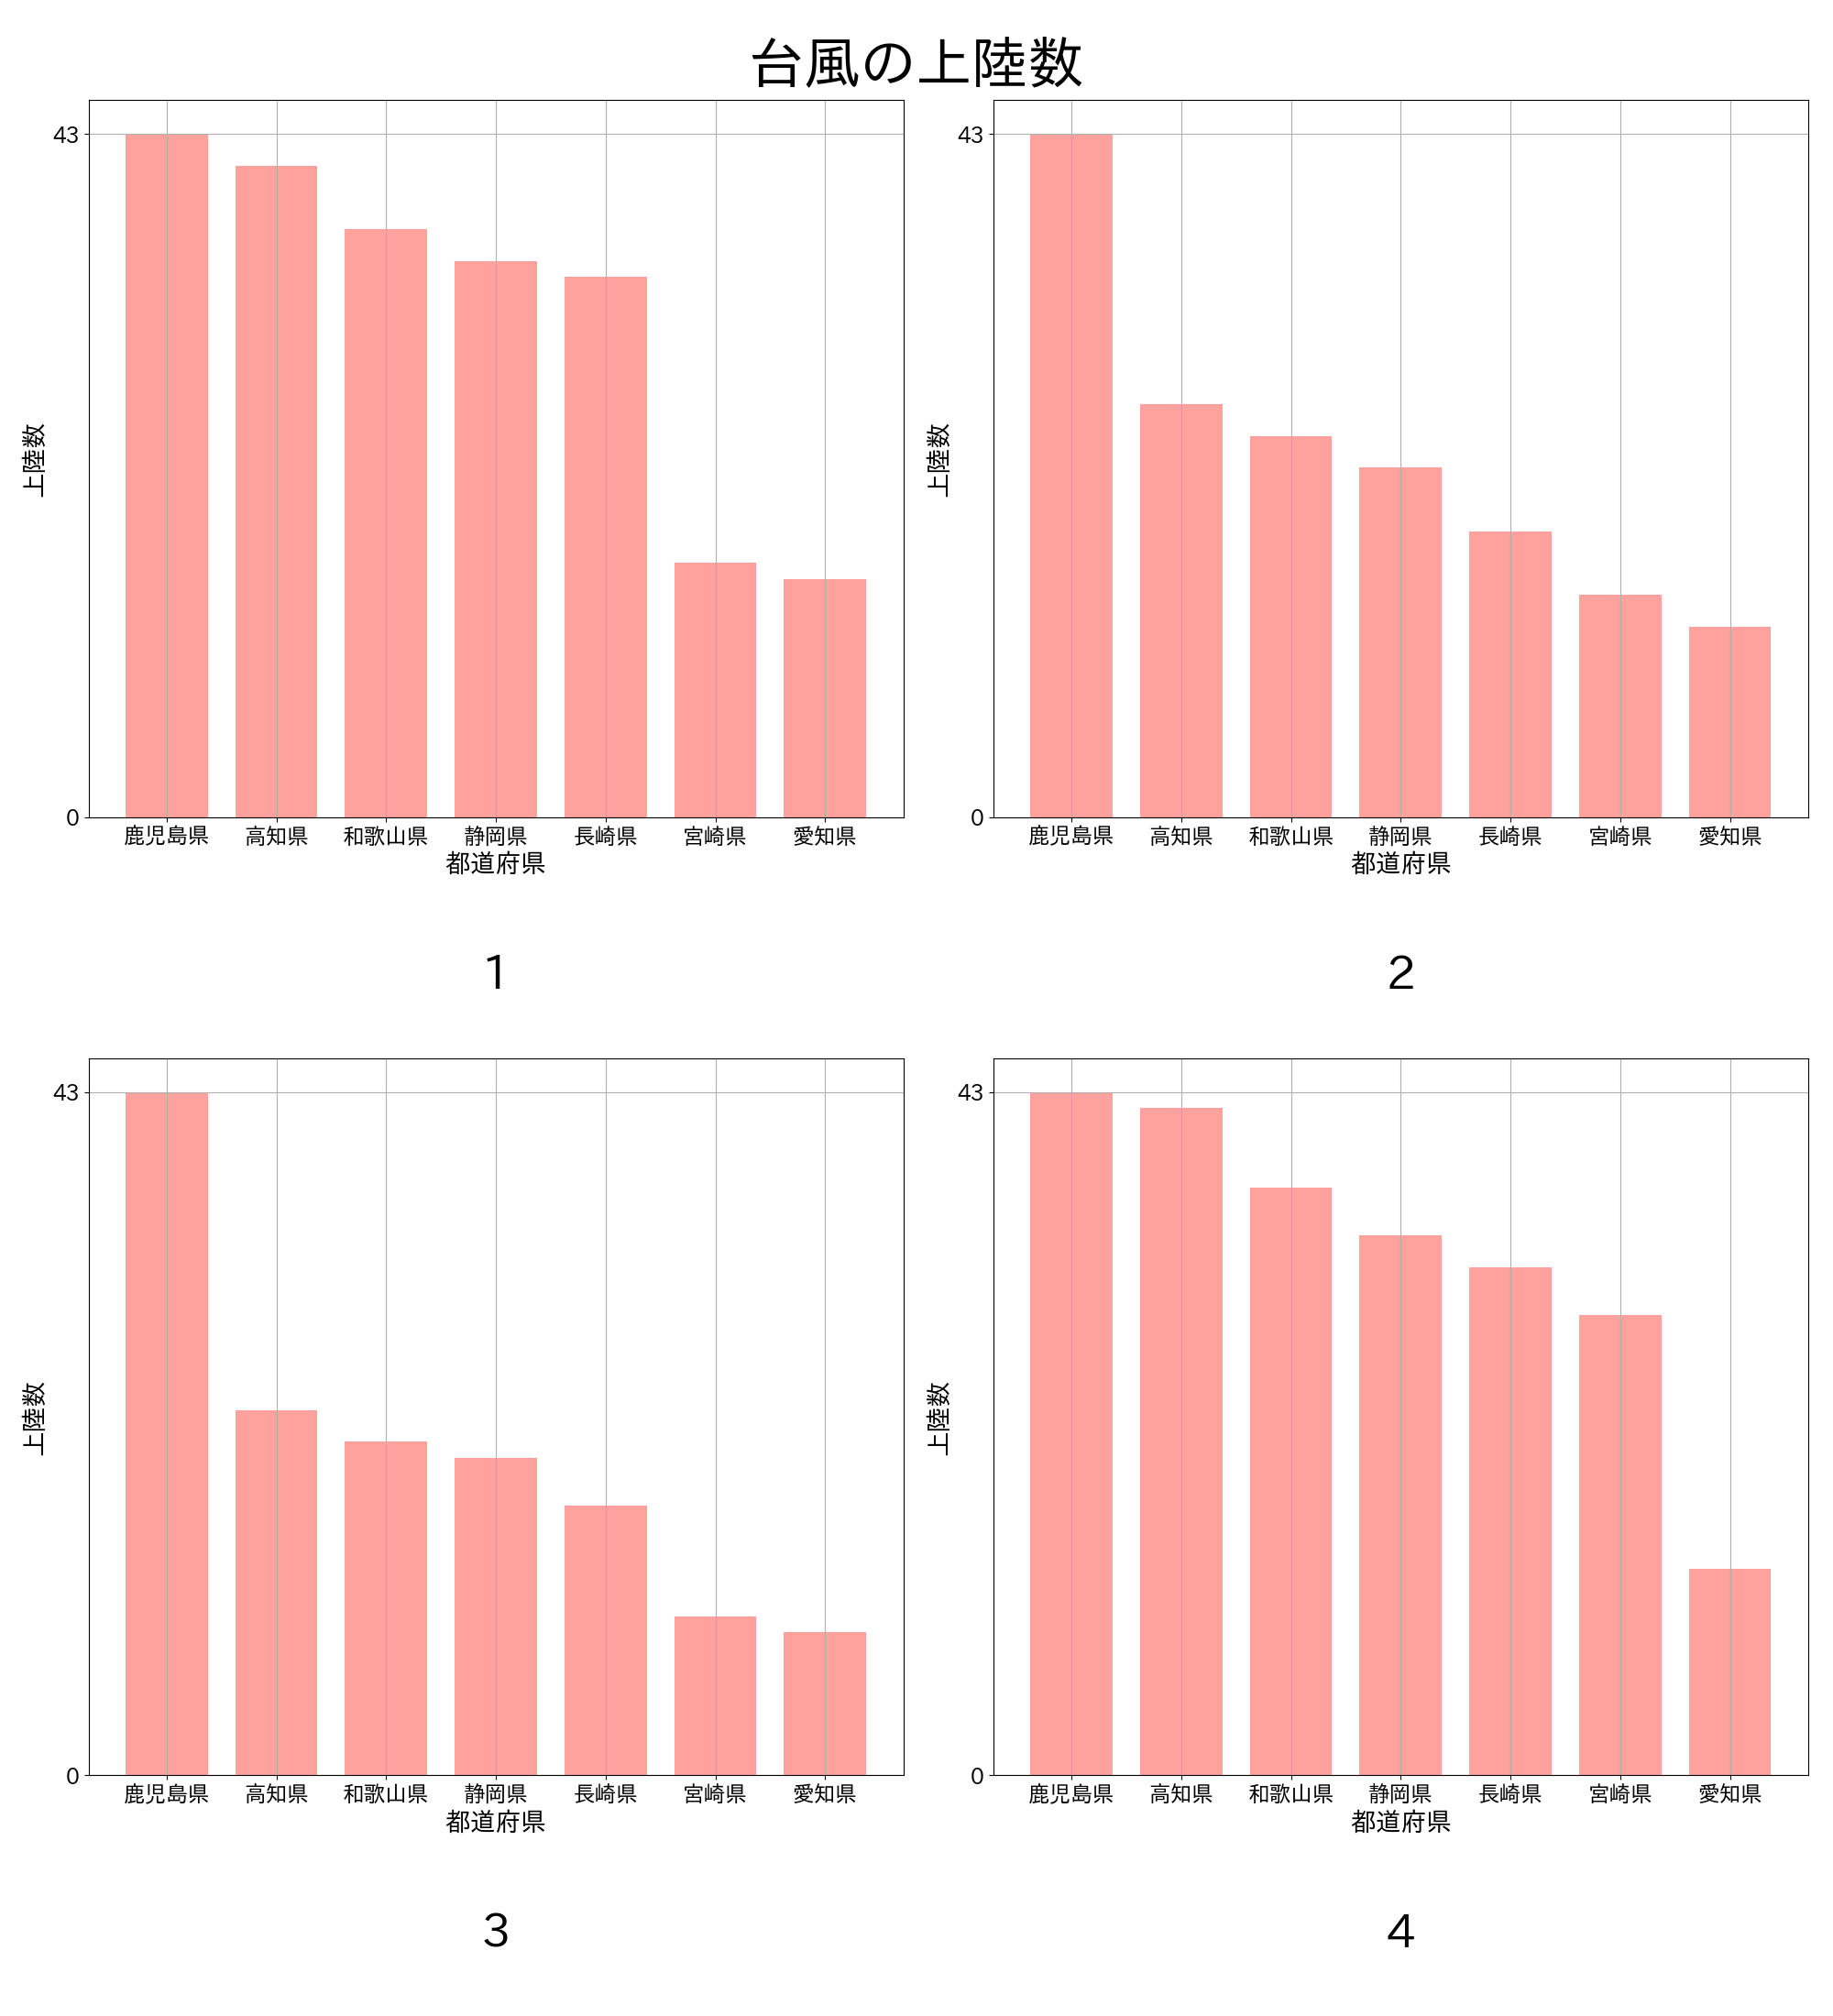 台風の上陸数
43
0
上陸数
鹿児島県 高知県 和歌山県 静岡県 長崎県 宮崎県 愛知県
都道府県
1
43
0
上陸数
鹿児島県 高知県 和歌山県 静岡県 長崎県 宮崎県 愛知県
都道府県
2
43
0
上陸数
鹿児島県 高知県 和歌山県 静岡県 長崎県 宮崎県 愛知県
都道府県
3
43
0
上陸数
鹿児島県 高知県 和歌山県 静岡県 長崎県 宮崎県 愛知県
都道府県
4